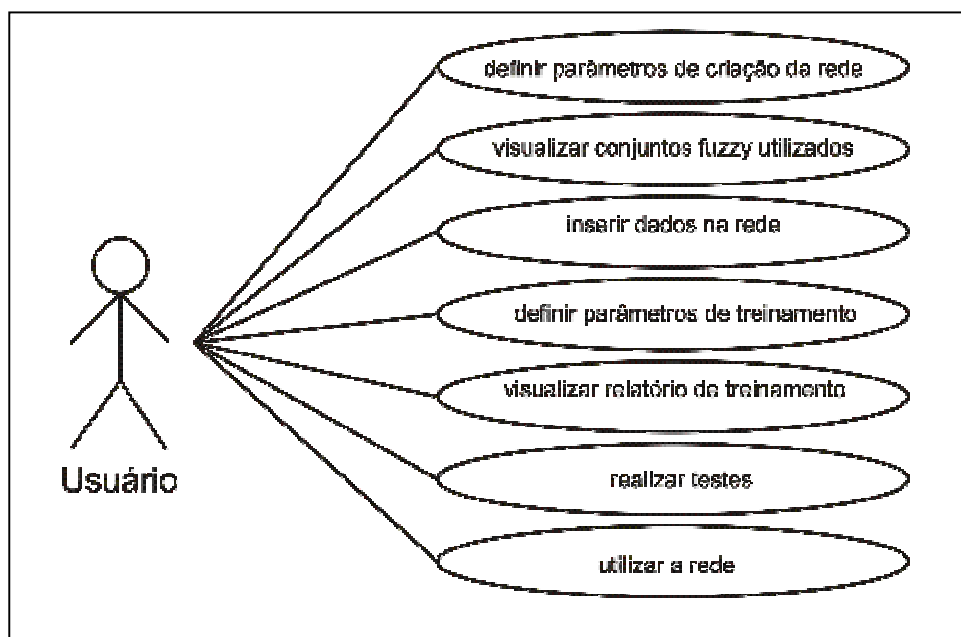 definir parâmetros de criação da rede
visualizar conjuntos fuzzy utilizados
inserir dados na rede
definir parâmetros de treinamento
visualizar relatório de treinamento
realizar testes
utilizar a rede
Usuário